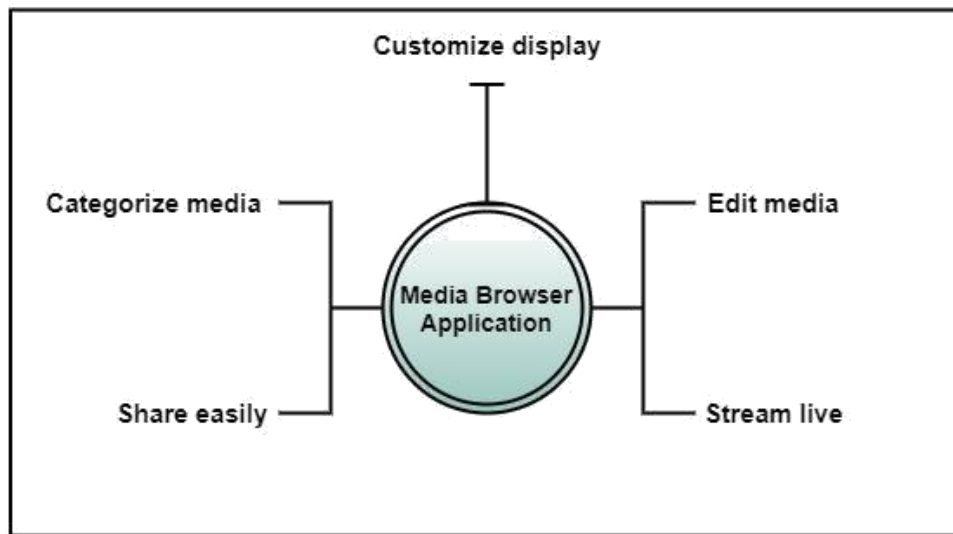 Customize display
Categorize media
Edit media
Media Browser
Application
Share easily
Stream live